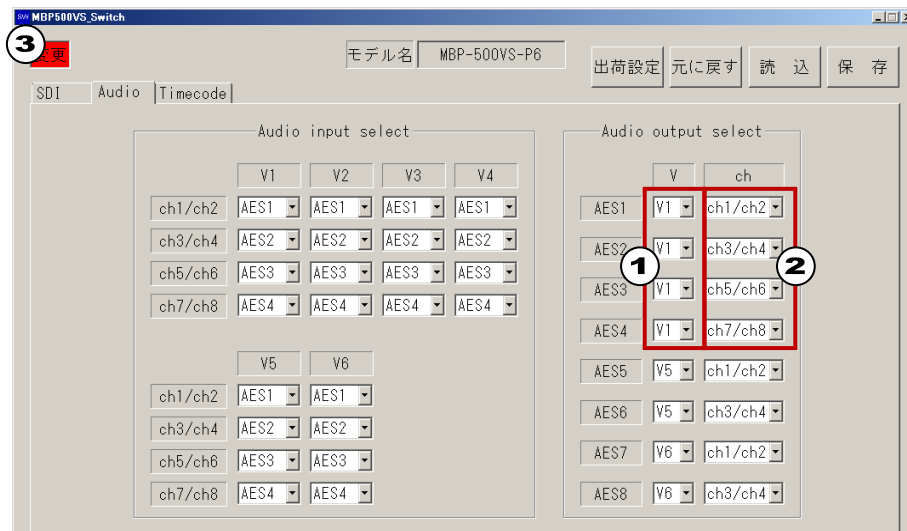 SW MBP500VS_Switch
③ 変更
モデル名 MBP-500VS-P6
出荷設定 元に戻す 読 込 保 存
SDI Audio Timecode
Audio input select
V1 V2 V3 V4
ch1/ch2 AES1 AES1 AES1 AES1
ch3/ch4 AES2 AES2 AES2 AES2
ch5/ch6 AES3 AES3 AES3 AES3
ch7/ch8 AES4 AES4 AES4 AES4
V5 V6
ch1/ch2 AES1 AES1
ch3/ch4 AES2 AES2
ch5/ch6 AES3 AES3
ch7/ch8 AES4 AES4
Audio output select
V ch
AES1 V1 ch1/ch2
AES2 V1 ch3/ch4
① ②
AES3 V1 ch5/ch6
AES4 V1 ch7/ch8
AES5 V5 ch1/ch2
AES6 V5 ch3/ch4
AES7 V6 ch1/ch2
AES8 V6 ch3/ch4